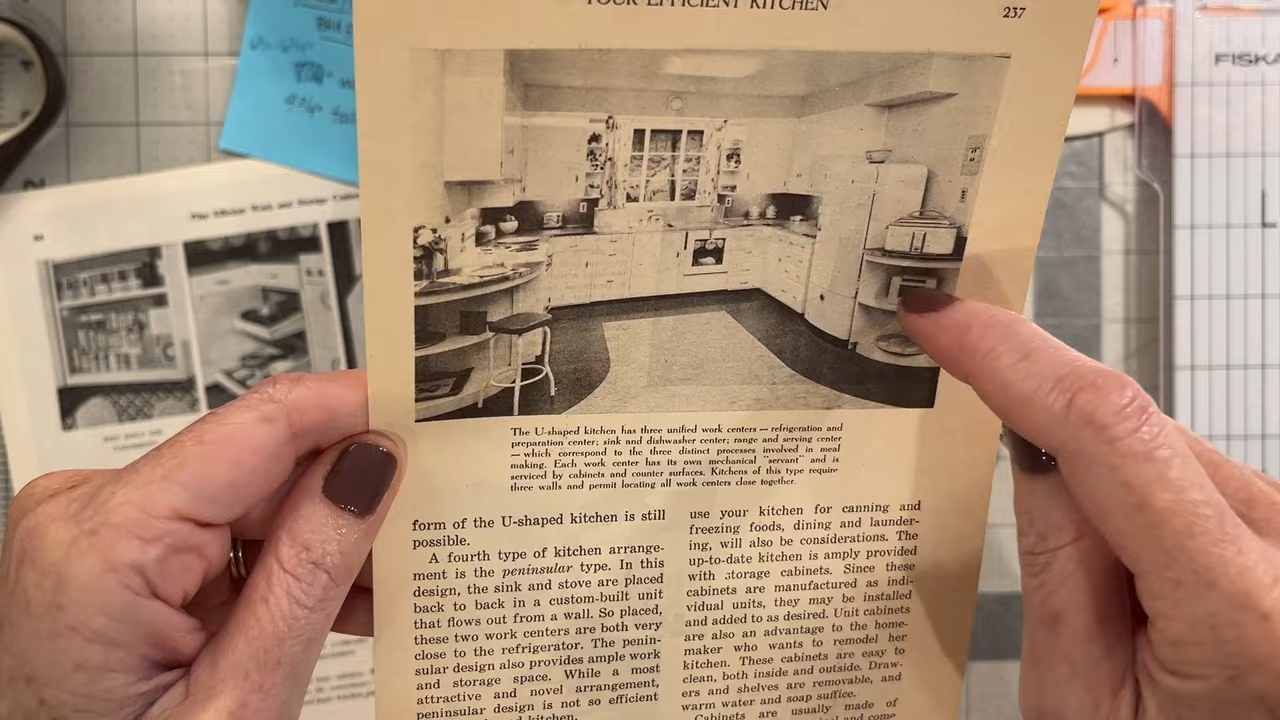 YOUR EFFICIENT KITCHEN
237
FISKA
The U-shaped kitchen has three unified work centers — refrigeration and
preparation center; sink and dishwasher center; range and serving center
— which correspond to the three distinct processes involved in meal
making. Each work center has its own mechanical "servant" and is
serviced by cabinets and counter surfaces. Kitchens of this type require
three walls and permit locating all work centers close together.
form of the U-shaped kitchen is still
possible.
A fourth type of kitchen arrange-
ment is the peninsular type. In this
design, the sink and stove are placed
back to back in a custom-built unit
that flows out from a wall. So placed,
these two work centers are both very
close to the refrigerator. The penin-
sular design also provides ample work
and storage space. While a most
attractive and novel arrangement,
peninsular design is not so efficient
kitchen.
use your kitchen for canning and
freezing foods, dining and launder-
ing, will also be considerations. The
up-to-date kitchen is amply provided
with storage cabinets. Since these
cabinets are manufactured as indi-
vidual units, they may be installed
and added to as desired. Unit cabinets
are also an advantage to the home-
maker who wants to remodel her
kitchen. These cabinets are easy to
clean, both inside and outside. Draw-
ers and shelves are removable, and
warm water and soap suffice.
Cabinets are usually made of
steel and come